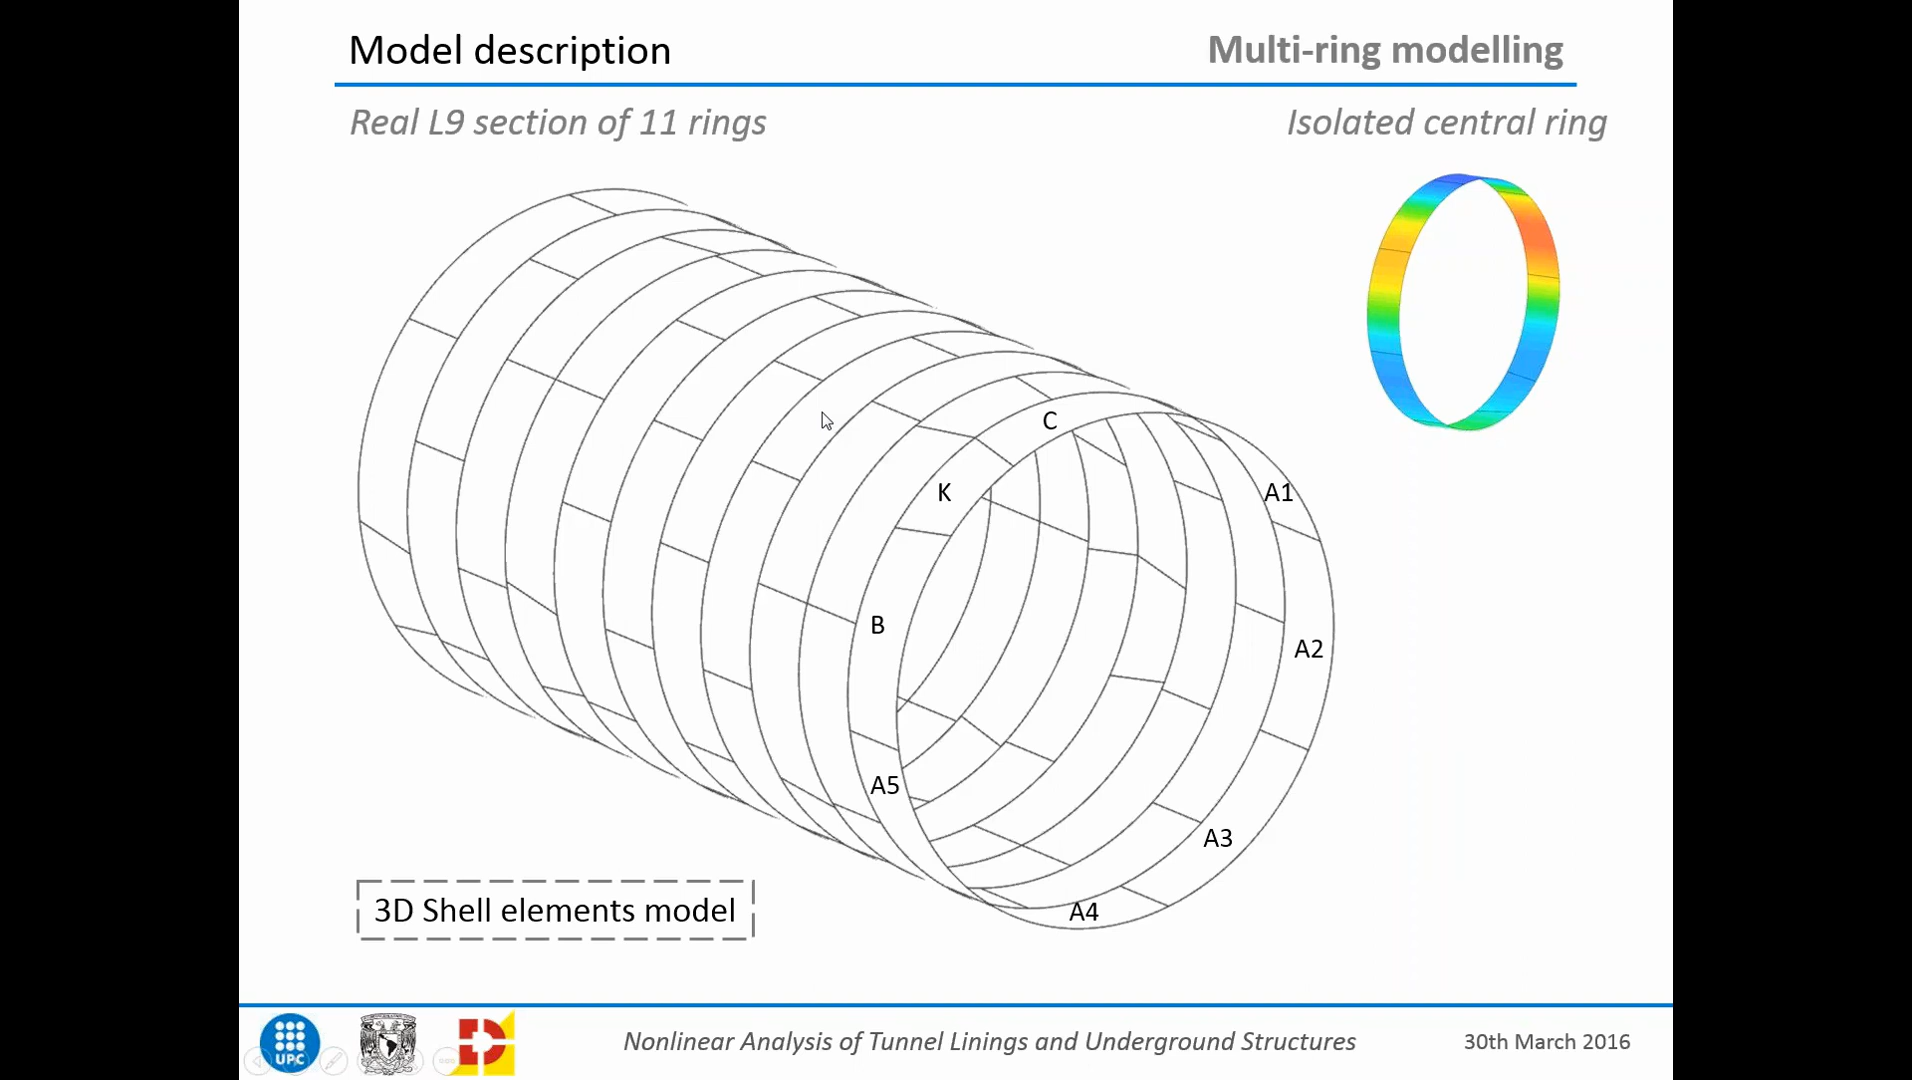 Model description
Multi-ring modelling
Real L9 section of 11 rings
Isolated central ring
C
K
A1
B
A2
A5
A3
A4
3D Shell elements model
UPC
Nonlinear Analysis of Tunnel Linings and Underground Structures
30th March 2016